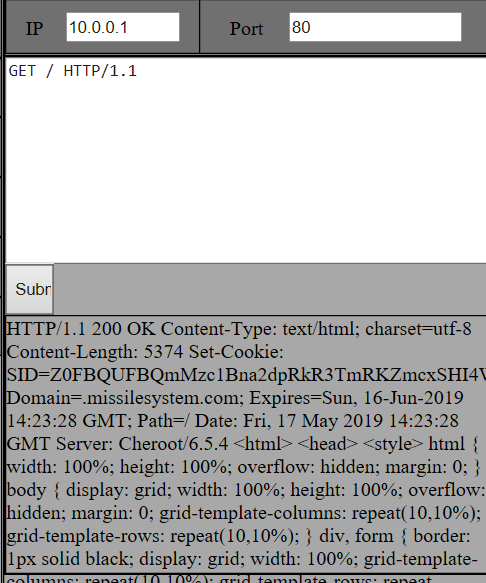 IP 10.0.0.1 Port 80
GET / HTTP/1.1
Subr
HTTP/1.1 200 OK Content-Type: text/html; charset=utf-8
Content-Length: 5374 Set-Cookie:
SID=Z0FBQUFBQmMzc1Bna2dpRkR3TmRKZmcxSHI4V
Domain=.missilesystem.com; Expires=Sun, 16-Jun-2019
14:23:28 GMT; Path=/ Date: Fri, 17 May 2019 14:23:28
GMT Server: Cheroot/6.5.4 <html> <head> <style> html {
width: 100%; height: 100%; overflow: hidden; margin: 0; }
body { display: grid; width: 100%; height: 100%; overflow:
hidden; margin: 0; grid-template-columns: repeat(10,10%);
grid-template-rows: repeat(10,10%); } div, form { border:
1px solid black; display: grid; width: 100%; grid-template-
columns: repeat(10,10%); grid-template-rows: repeat